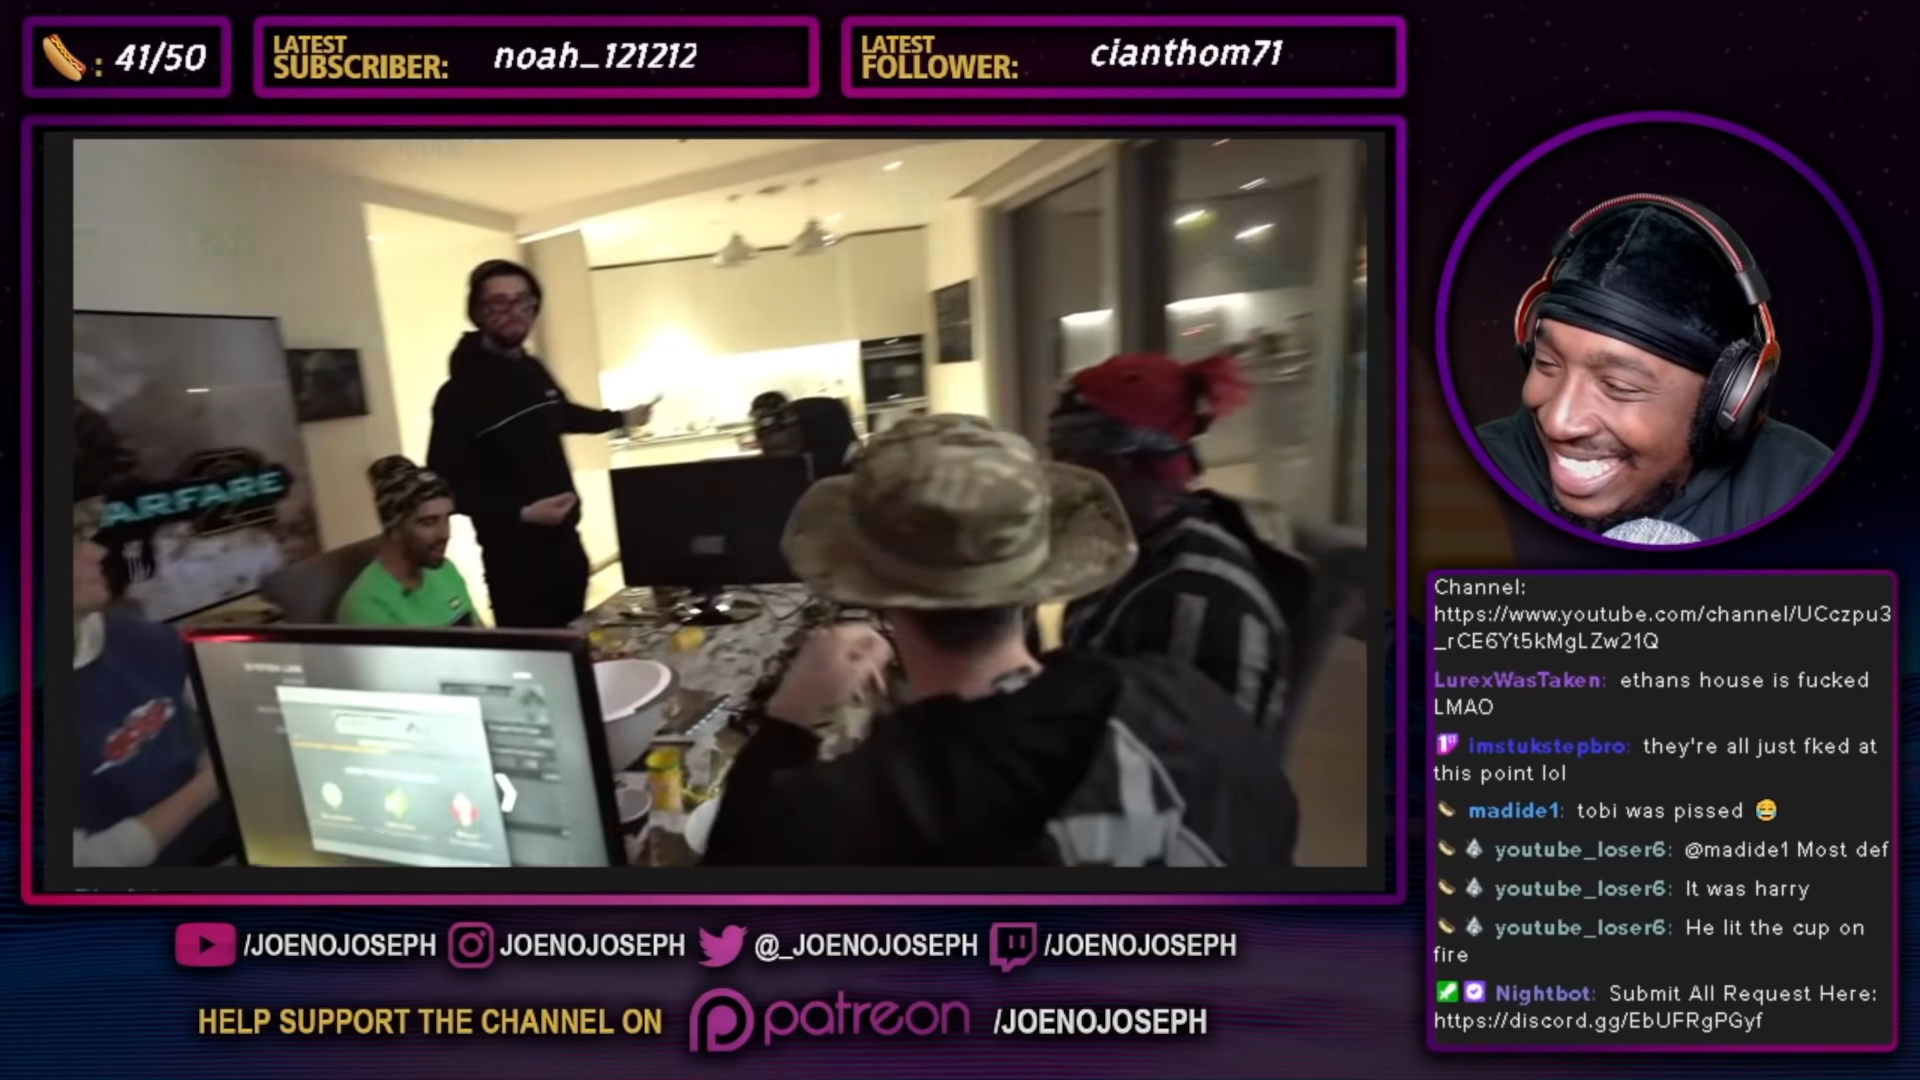 : 41/50
LATEST
SUBSCRIBER:
noah_121212
LATEST
FOLLOWER:
cianthom71
ARFARE
Channel:
https://www.youtube.com/channel/UCczpu3
_rCE6Yt5kMgLZw21Q
LurexWasTaken: ethans house is fucked
LMAO
imstukstepbro: they're all just fked at
this point lol
madide1: tobi was pissed 😂
youtube_loser6: @madide1 Most def
youtube_loser6: It was harry
youtube_loser6: He lit the cup on
fire
Nightbot: Submit All Request Here:
https://discord.gg/EbUFRgPGyf
/JOENOJOSEPH
JOENOJOSEPH
@_JOENOJOSEPH
/JOENOJOSEPH
HELP SUPPORT THE CHANNEL ON
patreon
/JOENOJOSEPH